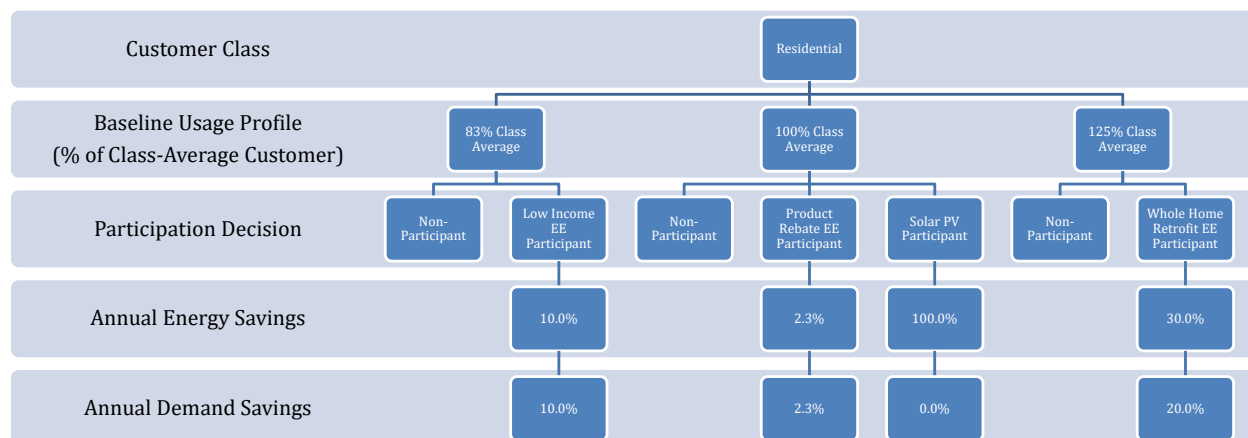 Customer Class
Residential
Baseline Usage Profile
(% of Class-Average Customer)
83% Class
Average
100% Class
Average
125% Class
Average
Participation Decision
Non-
Participant
Low Income
EE
Participant
Non-
Participant
Product
Rebate EE
Participant
Solar PV
Participant
Non-
Participant
Whole Home
Retrofit EE
Participant
Annual Energy Savings
10.0%
2.3%
100.0%
30.0%
Annual Demand Savings
10.0%
2.3%
0.0%
20.0%